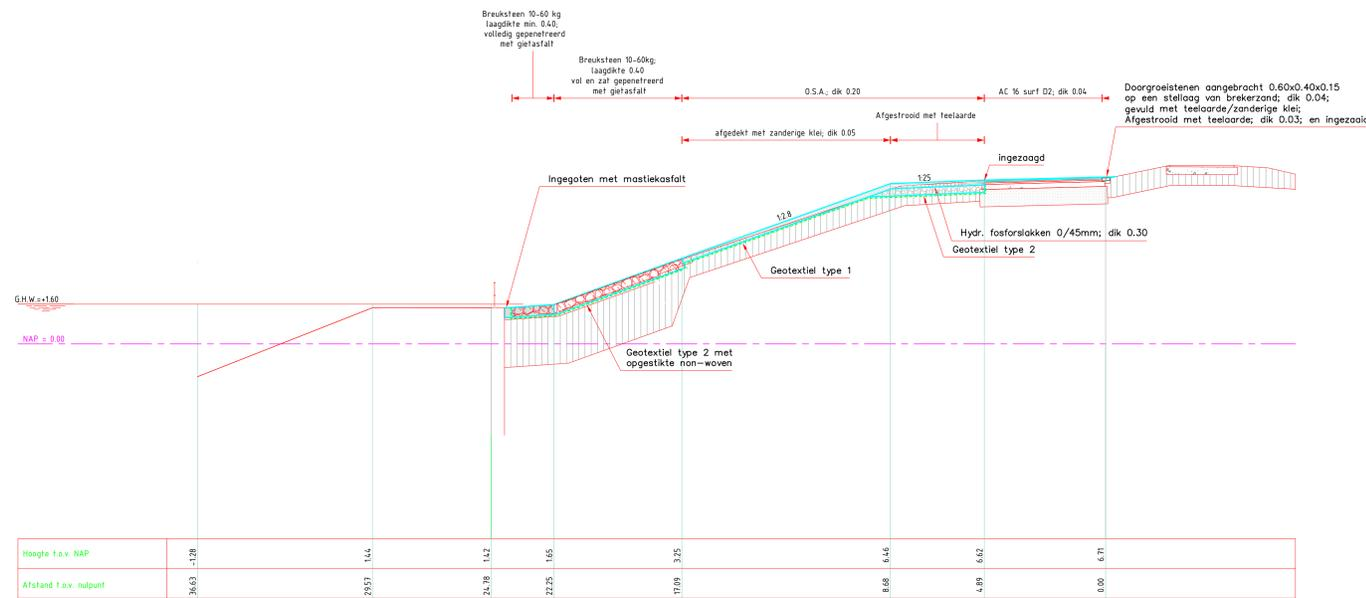 Breuksteen 10-60 kg
laagdikte min. 0.40;
volledig gepenetreerd
met gietasfalt
Breuksteen 10-60kg;
laagdikte 0.40
vol en zat gepenetreerd
met gietasfalt
O.S.A.; dik 0.20
AC 16 surf D2; dik 0.04
Doorgroeistenen aangebracht 0.60x0.40x0.15
op een stellaag van brekerzand; dik 0.04;
gevuld met teelaarde/zanderige klei;
Afgestrooid met teelaarde; dik 0.03; en ingezaaid
Afgestrooid met teelaarde
afgedekt met zanderige klei; dik 0.05
ingezaagd
Ingegoten met mastiekasfalt
1:25
1:2.8
Hydr. fosforslakken 0/45mm; dik 0.30
Geotextiel type 2
Geotextiel type 1
G.H.W.=+1.60
NAP = 0.00
Geotextiel type 2 met
opgestikte non-woven
Hoogte t.o.v. NAP -1.28 1.44 1.42 1.65 3.25 6.46 6.62 6.71
Afstand t.o.v. nulpunt 36.63 29.57 24.78 22.25 17.09 8.68 4.89 0.00